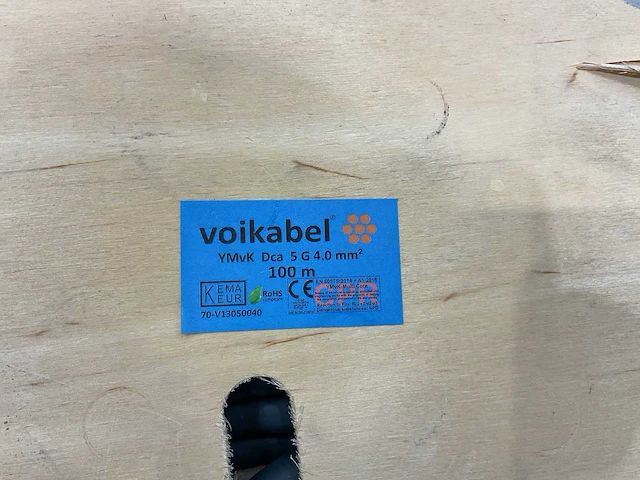 voikabel®
YMvK Dca 5 G 4.0 mm²
100 m
KEMA
KEUR
RoHS
CE
CPR
70-V13050040